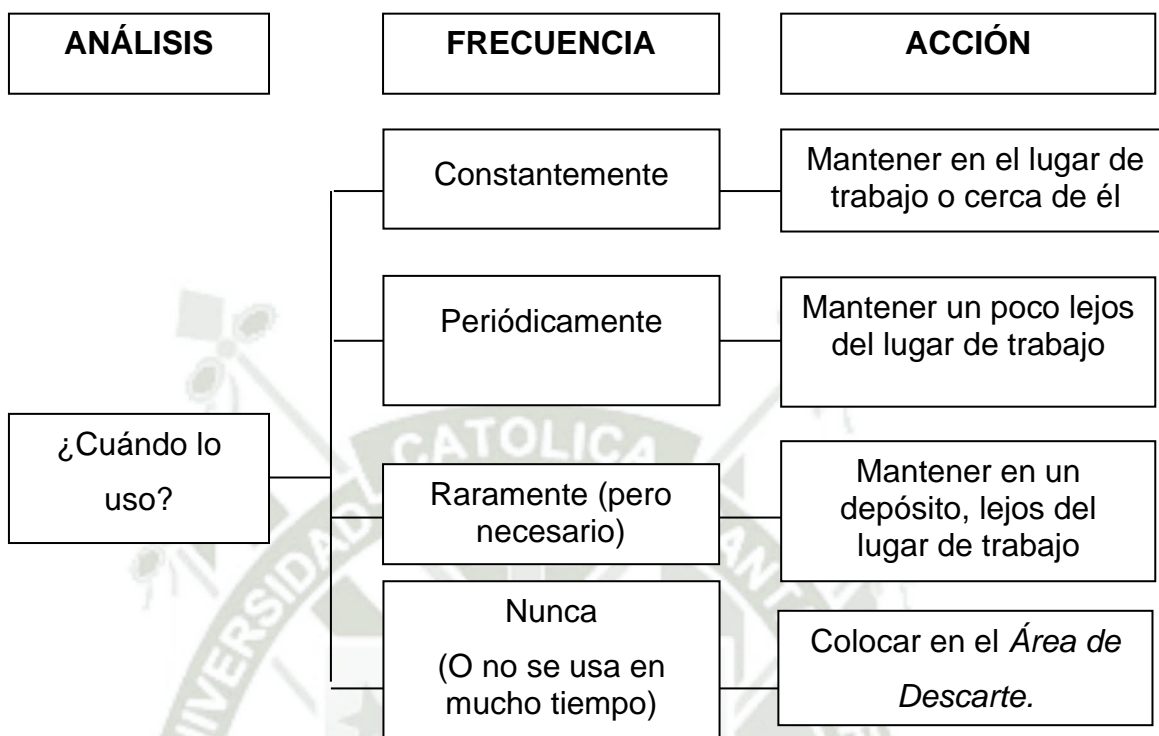 ANÁLISIS
FRECUENCIA
ACCIÓN
Constantemente
Mantener en el lugar de
trabajo o cerca de él
Periódicamente
Mantener un poco lejos
del lugar de trabajo
¿Cuándo lo
uso?
Raramente (pero
necesario)
Mantener en un
depósito, lejos del
lugar de trabajo
Nunca
(O no se usa en
mucho tiempo)
Colocar en el Área de
Descarte.
CATOLICA